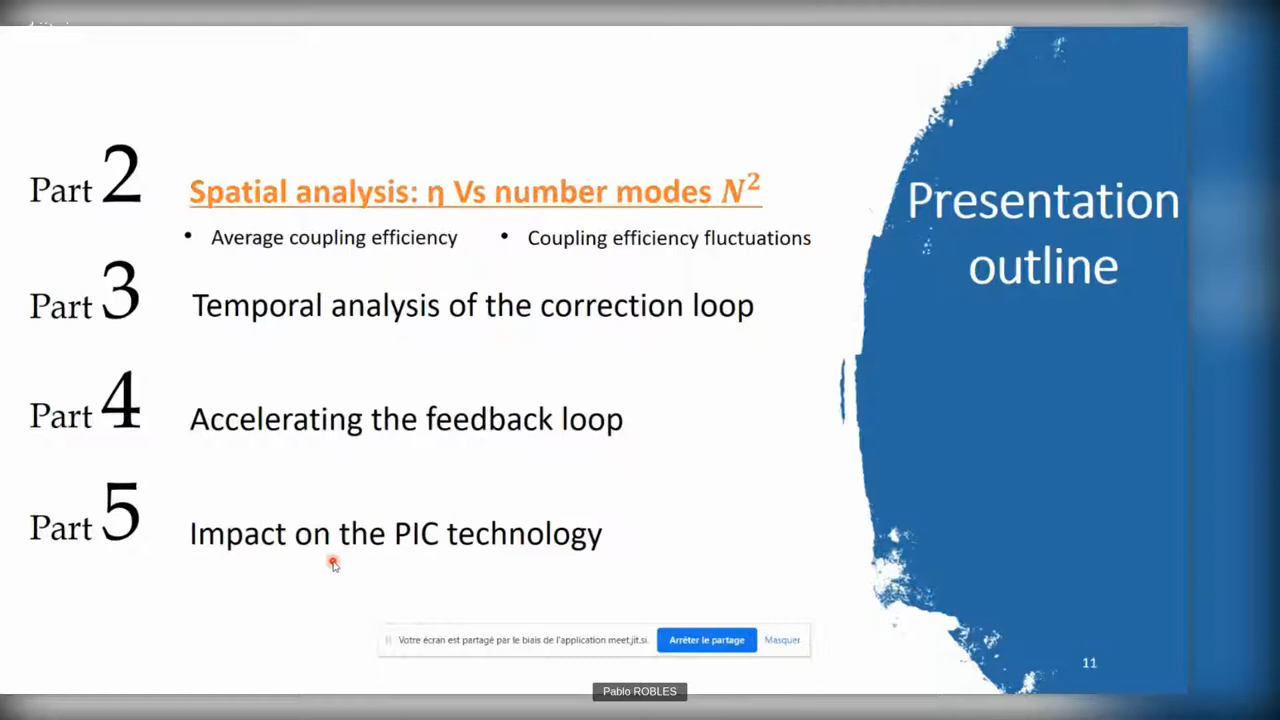 Part 2
Spatial analysis: η Vs number modes N²
• Average coupling efficiency • Coupling efficiency fluctuations
Part 3
Temporal analysis of the correction loop
Part 4
Accelerating the feedback loop
Part 5
Impact on the PIC technology
Presentation
outline
Votre écran est partagé par le biais de l'application meet.jit.si.
Arrêter le partage
Masquer
11
Pablo ROBLES